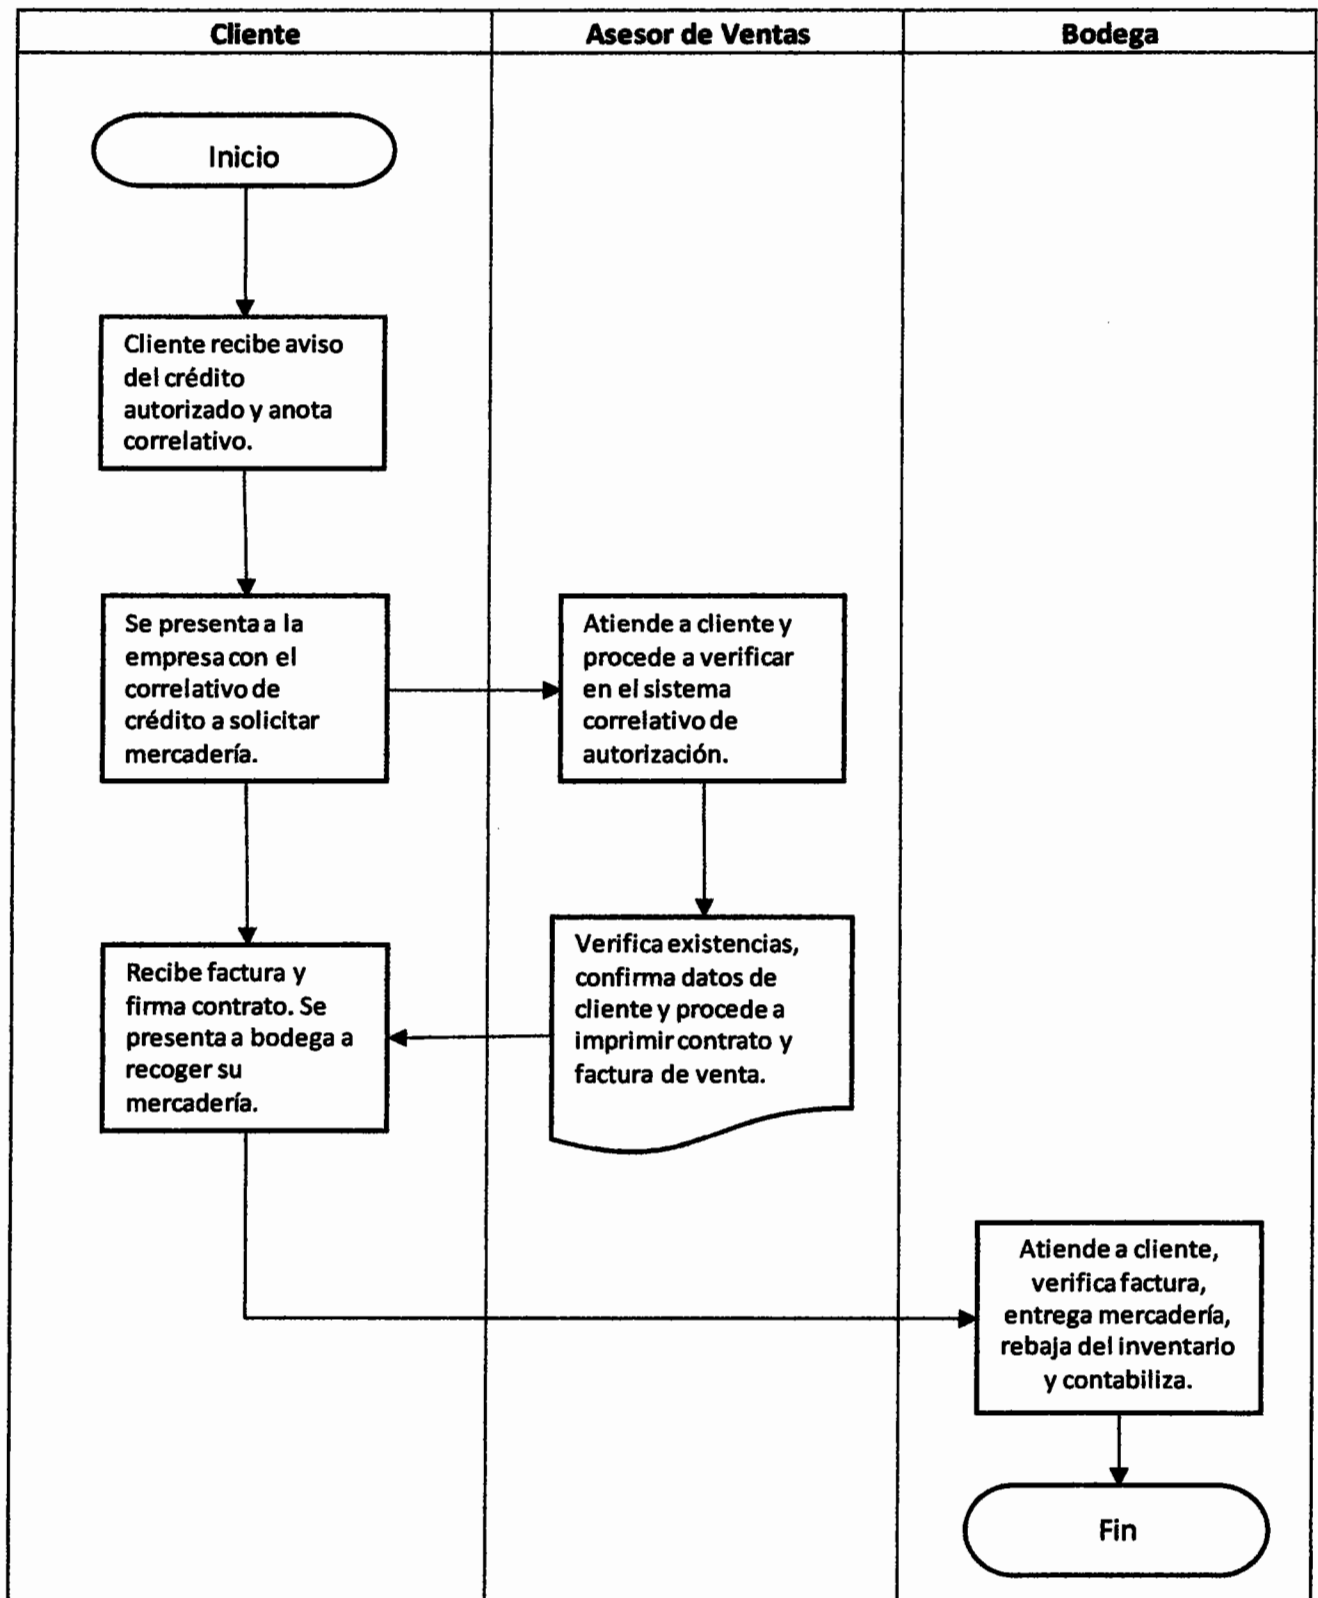 Cliente
Asesor de Ventas
Bodega
Inicio
Cliente recibe aviso
del crédito
autorizado y anota
correlativo.
Se presenta a la
empresa con el
correlativo de
crédito a solicitar
mercadería.
Atiende a cliente y
procede a verificar
en el sistema
correlativo de
autorización.
Recibe factura y
firma contrato. Se
presenta a bodega a
recoger su
mercadería.
Verifica existencias,
confirma datos de
cliente y procede a
imprimir contrato y
factura de venta.
Atiende a cliente,
verifica factura,
entrega mercadería,
rebaja del inventario
y contabiliza.
Fin